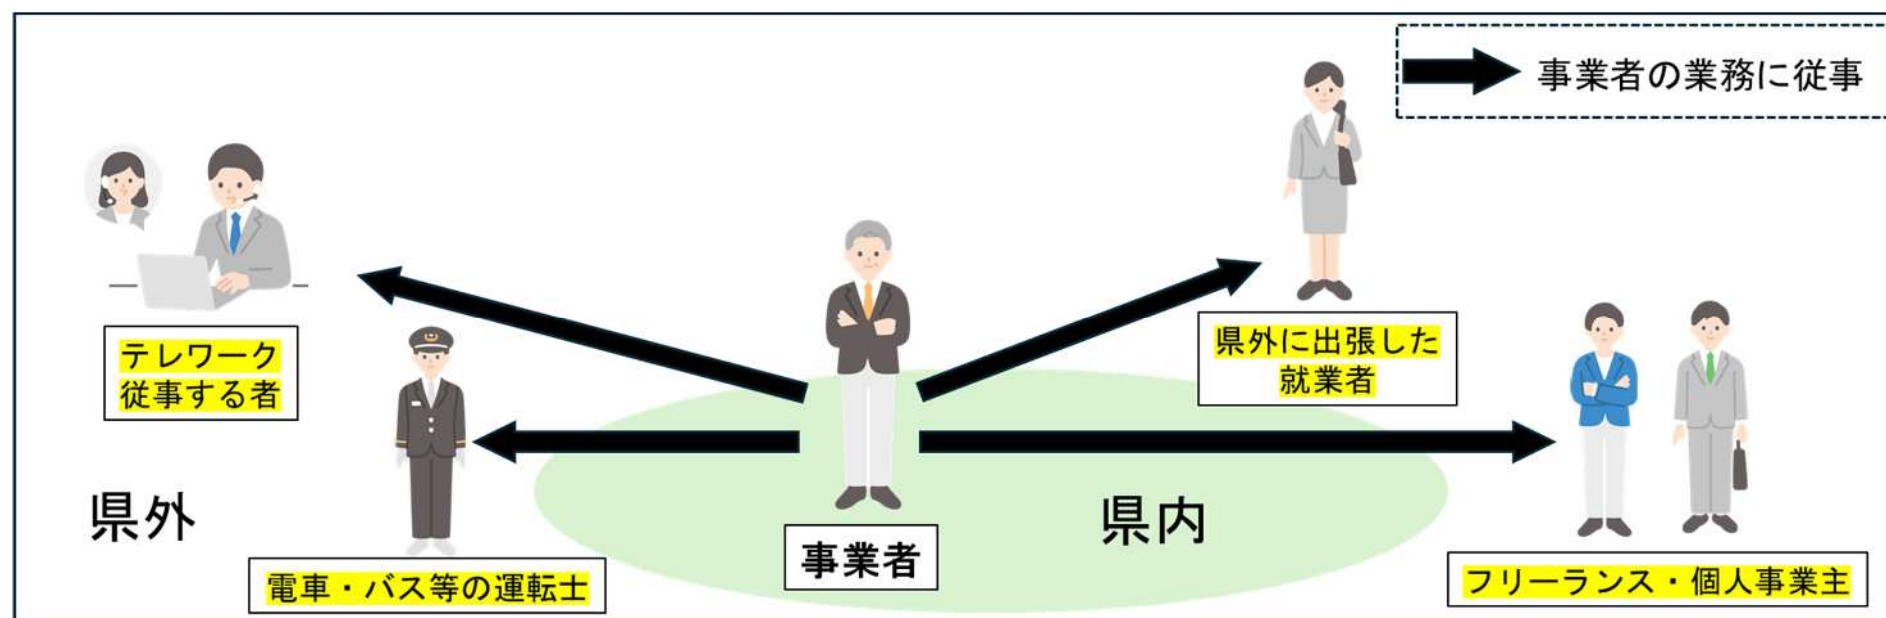 事業者の業務に従事
テレワーク
従事する者
県外に出張した
就業者
県外
県内
事業者
電車・バス等の運転士
フリーランス・個人事業主